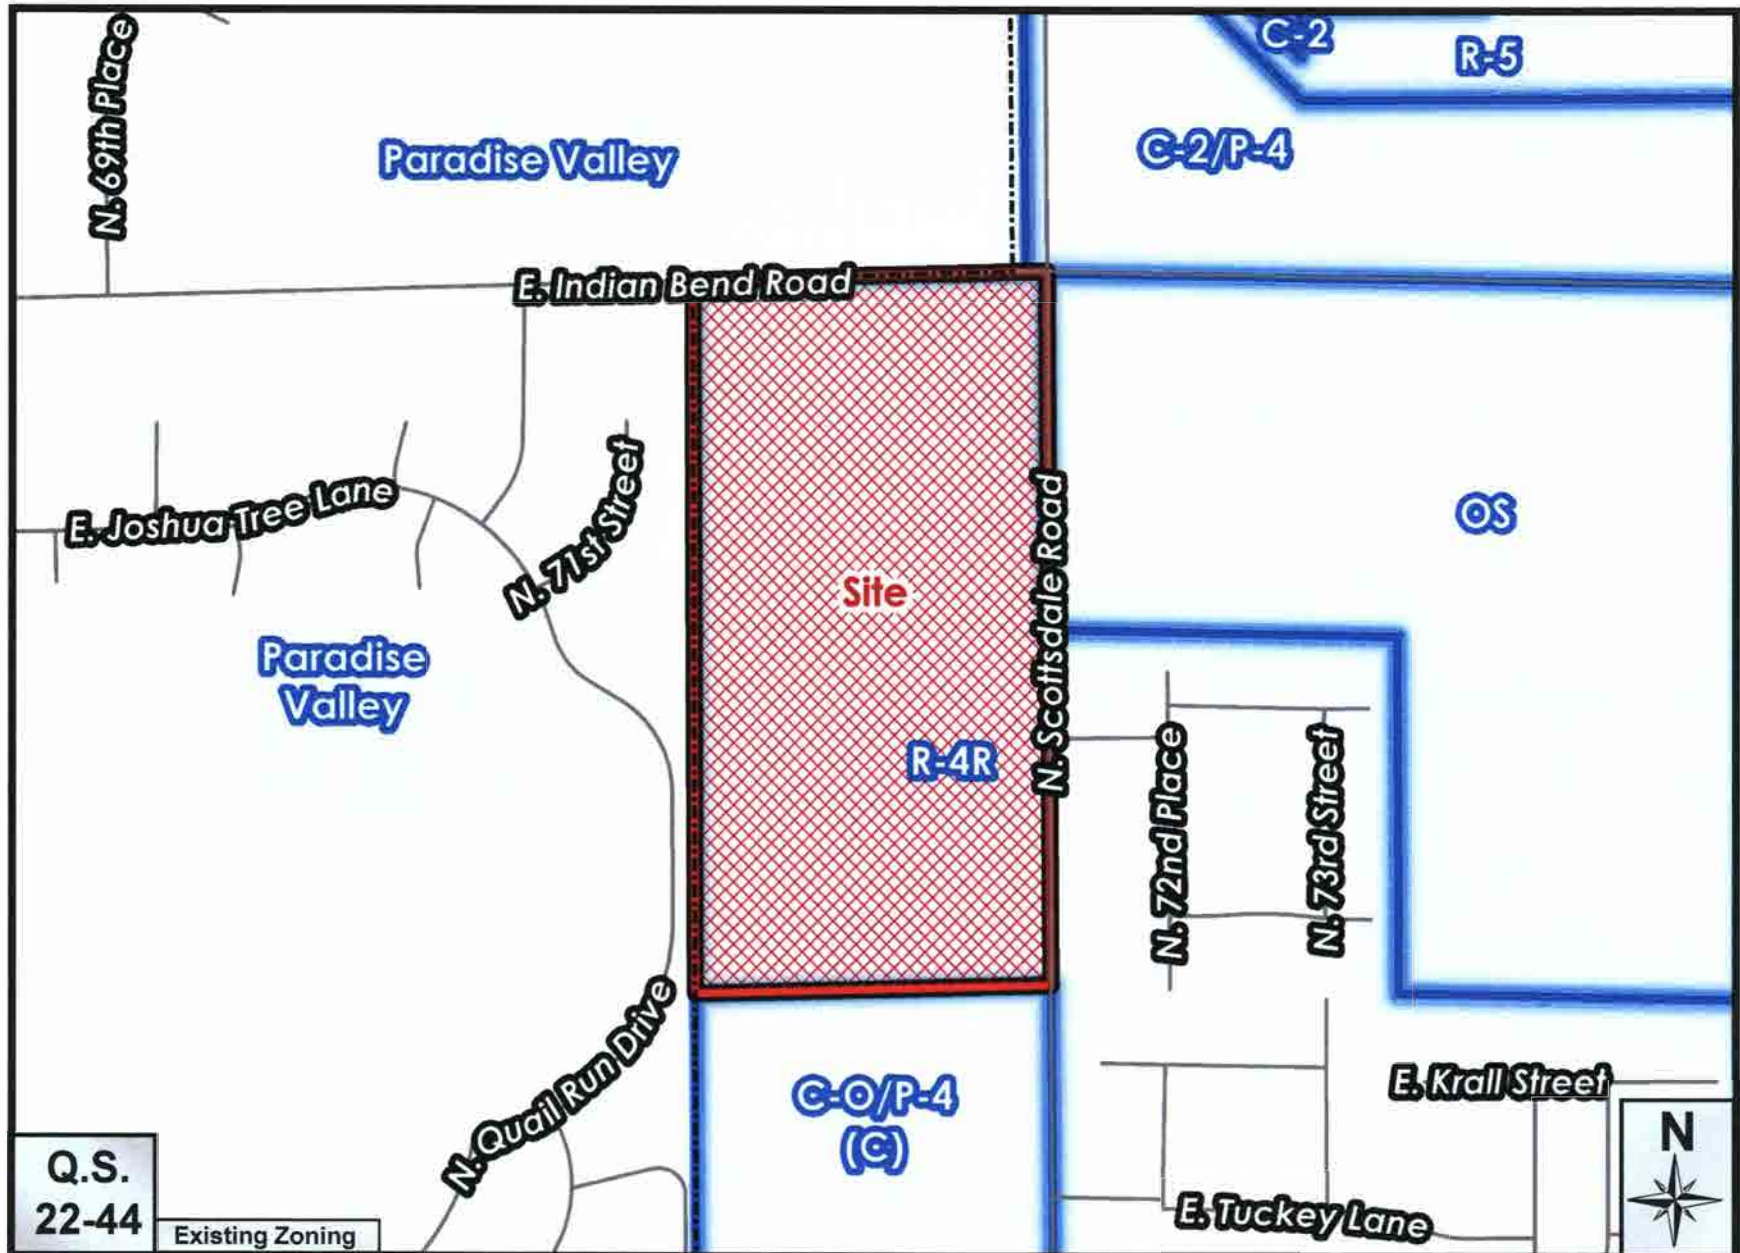 N. 69th Place
C-2
R-5
Paradise Valley
C-2/P-4
E. Indian Bend Road
E. Joshua Tree Lane
N. 71st Street
OS
Site
N. Scottsdale Road
Paradise
Valley
R-4R
N. 72nd Place
N. 73rd Street
N. Quail Run Drive
C-O/P-4
(C)
E. Krall Street
N
Q.S.
22-44
Existing Zoning
E. Tuckey Lane